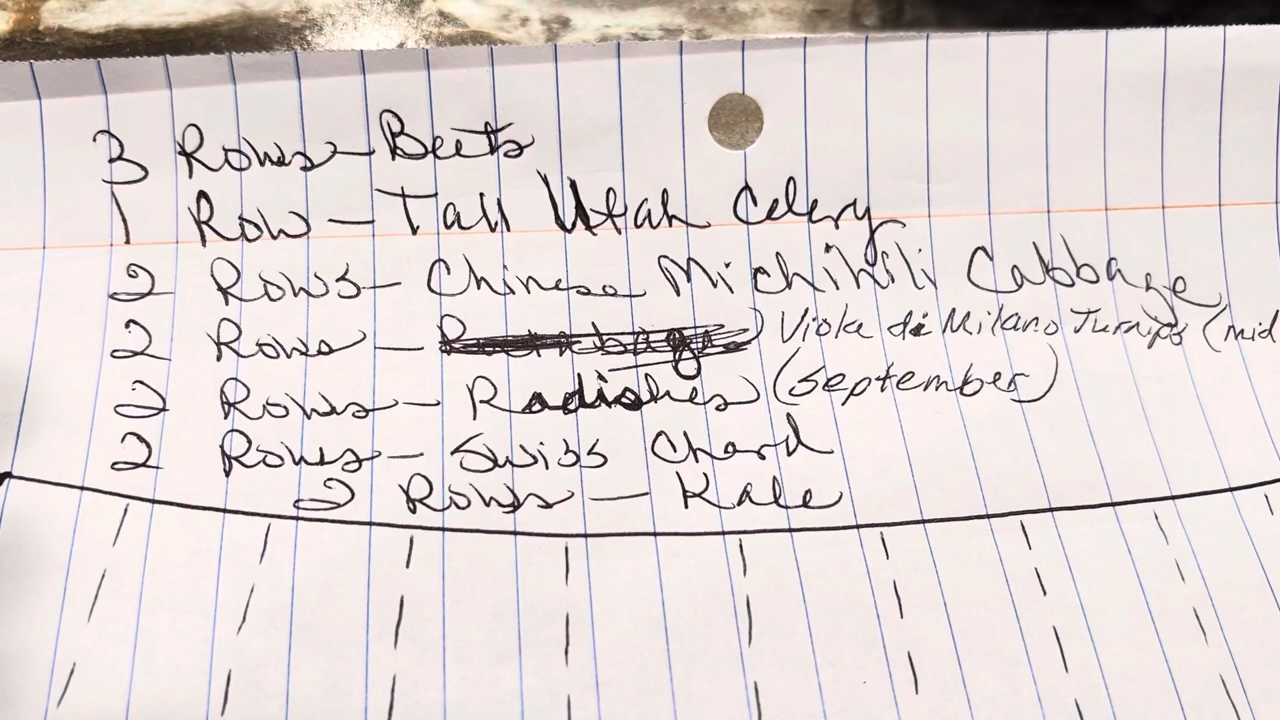 3 Rows - Beets
1 Row - Tall Utah Celery
2 Rows - Chinese Michihili Cabbage
2 Rows - Viola di Milano Turnips (mid
2 Rows - Radishes (September)
2 Rows - Swiss Chard
2 Rows - Kale